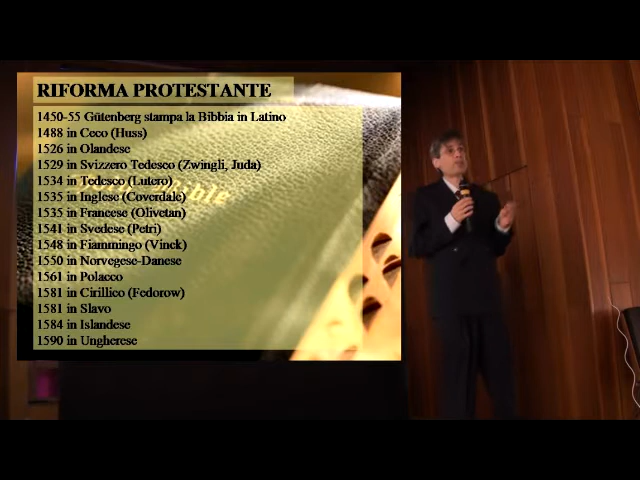 RIFORMA PROTESTANTE
1450-55 Gütenberg stampa la Bibbia in Latino
1488 in Ceco (Huss)
1526 in Olandese
1529 in Svizzero Tedesco (Zwingli, Juda)
1534 in Tedesco (Lutero)
1535 in Inglese (Coverdale)
1535 in Francese (Olivetan)
1541 in Svedese (Petri)
1548 in Fiammingo (Vinck)
1550 in Norvegese-Danese
1561 in Polacco
1581 in Cirillico (Fedorow)
1581 in Slavo
1584 in Islandese
1590 in Ungherese